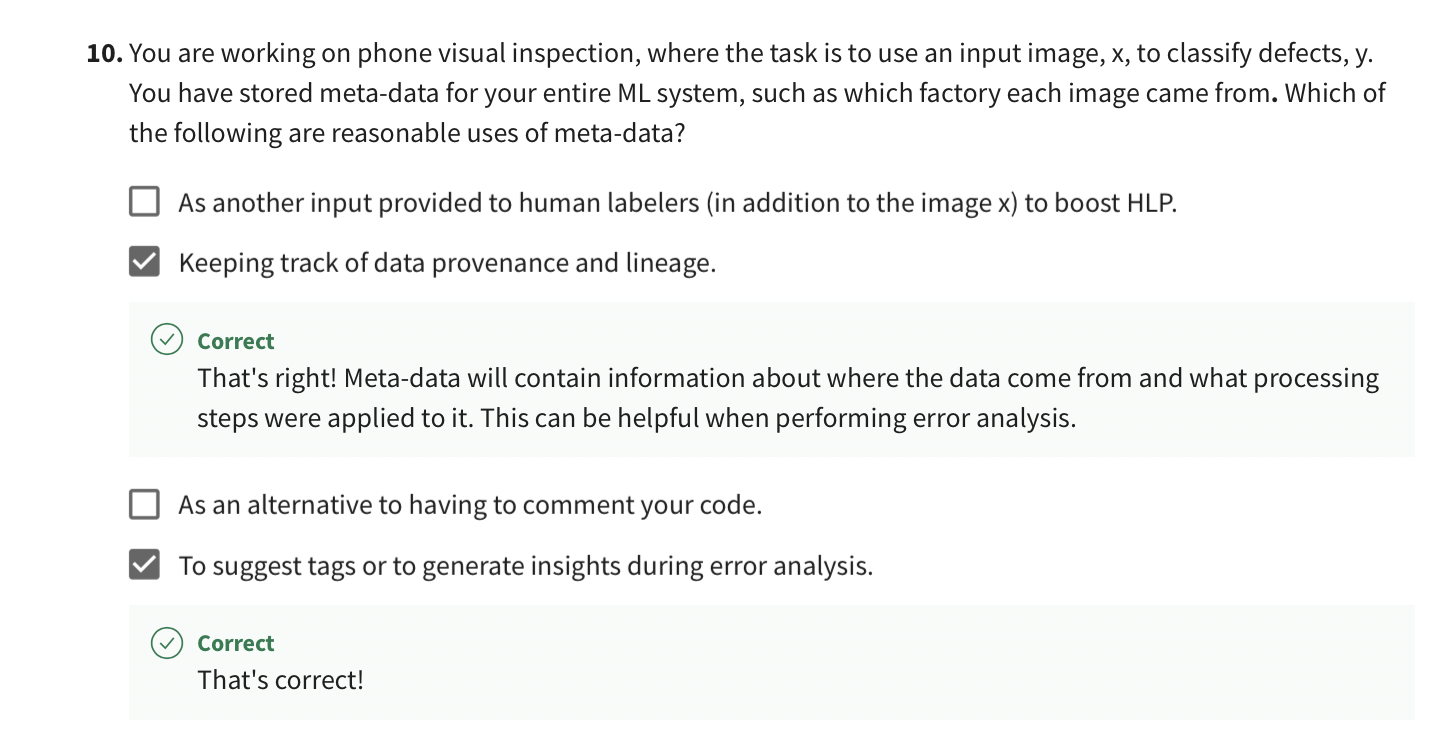 10. You are working on phone visual inspection, where the task is to use an input image, x, to classify defects, y.
You have stored meta-data for your entire ML system, such as which factory each image came from. Which of
the following are reasonable uses of meta-data?
As another input provided to human labelers (in addition to the image x) to boost HLP.
Keeping track of data provenance and lineage.
Correct
That's right! Meta-data will contain information about where the data come from and what processing
steps were applied to it. This can be helpful when performing error analysis.
As an alternative to having to comment your code.
To suggest tags or to generate insights during error analysis.
Correct
That's correct!